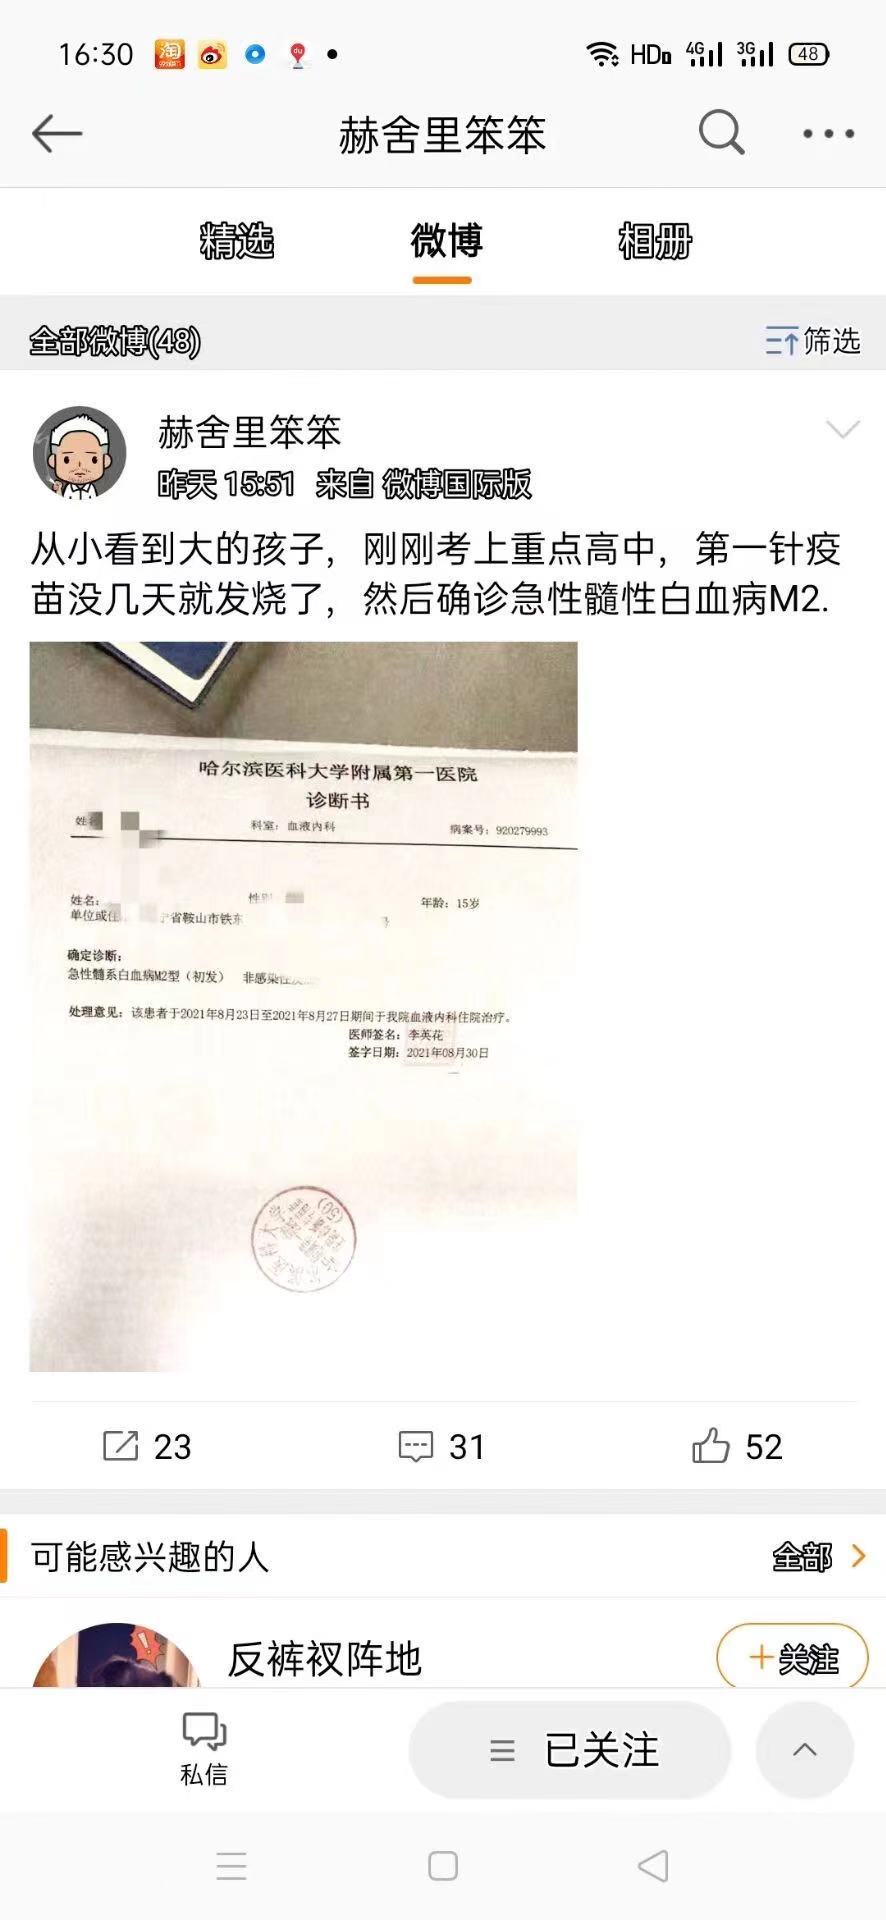 16:30
HD 4G 3G 48
赫舍里笨笨
精选 微博 相册
全部微博(48) 筛选
赫舍里笨笨
昨天 15:51 来自 微博国际版
从小看到大的孩子，刚刚考上重点高中，第一针疫
苗没几天就发烧了，然后确诊急性髓性白血病M2.
哈尔滨医科大学附属第一医院
诊断书
科室：血液内科 病案号：920279993
姓名： 性别 年龄：15岁
单位或住 省鞍山市铁东
确定诊断：
急性髓系白血病M2型（初发） 非感染性
处理意见：该患者于2021年8月23日至2021年8月27日期间于我院血液内科住院治疗。
医师签名：李英花
签字日期：2021年08月30日
23 31 52
可能感兴趣的人 全部
反裤衩阵地 +关注
私信 已关注